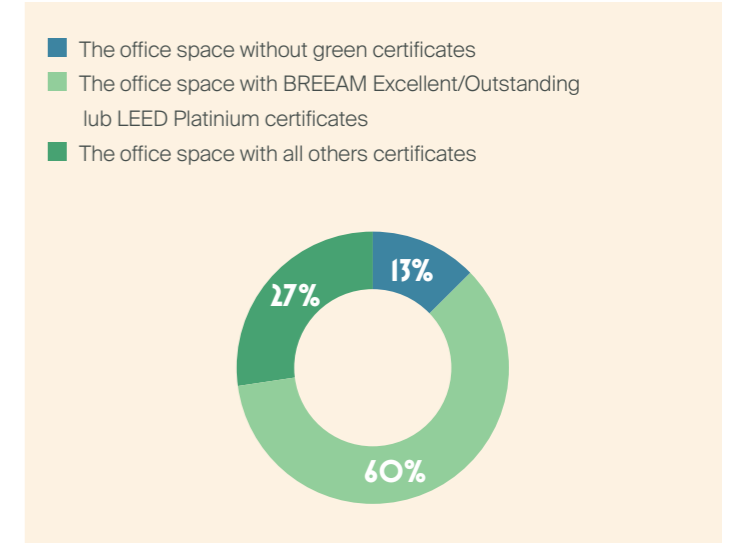 The office space without green certificates
The office space with BREEAM Excellent/Outstanding
lub LEED Platinium certificates
The office space with all others certificates
13%
27%
60%